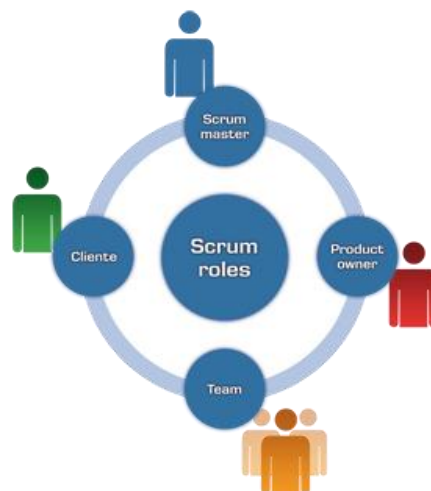 Scrum
master
Cliente
Scrum
roles
Product
owner
Team